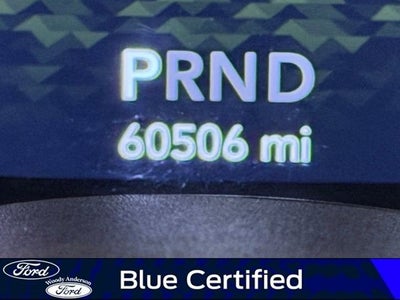 PRND
60506 mi
Ford
Woody Anderson
Ford
Blue Certified